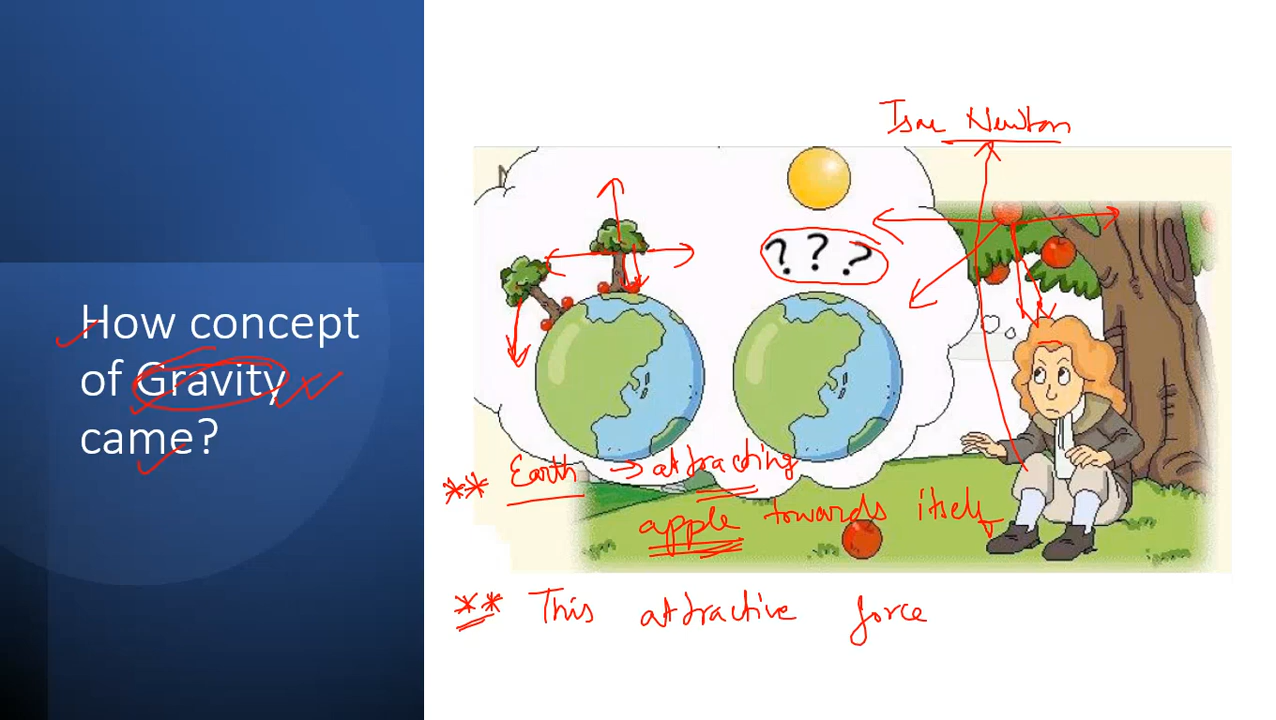 How concept
of Gravity
came?
Isac Newton
? ? ?
** Earth → attracting
apple towards itself
** This attractive force